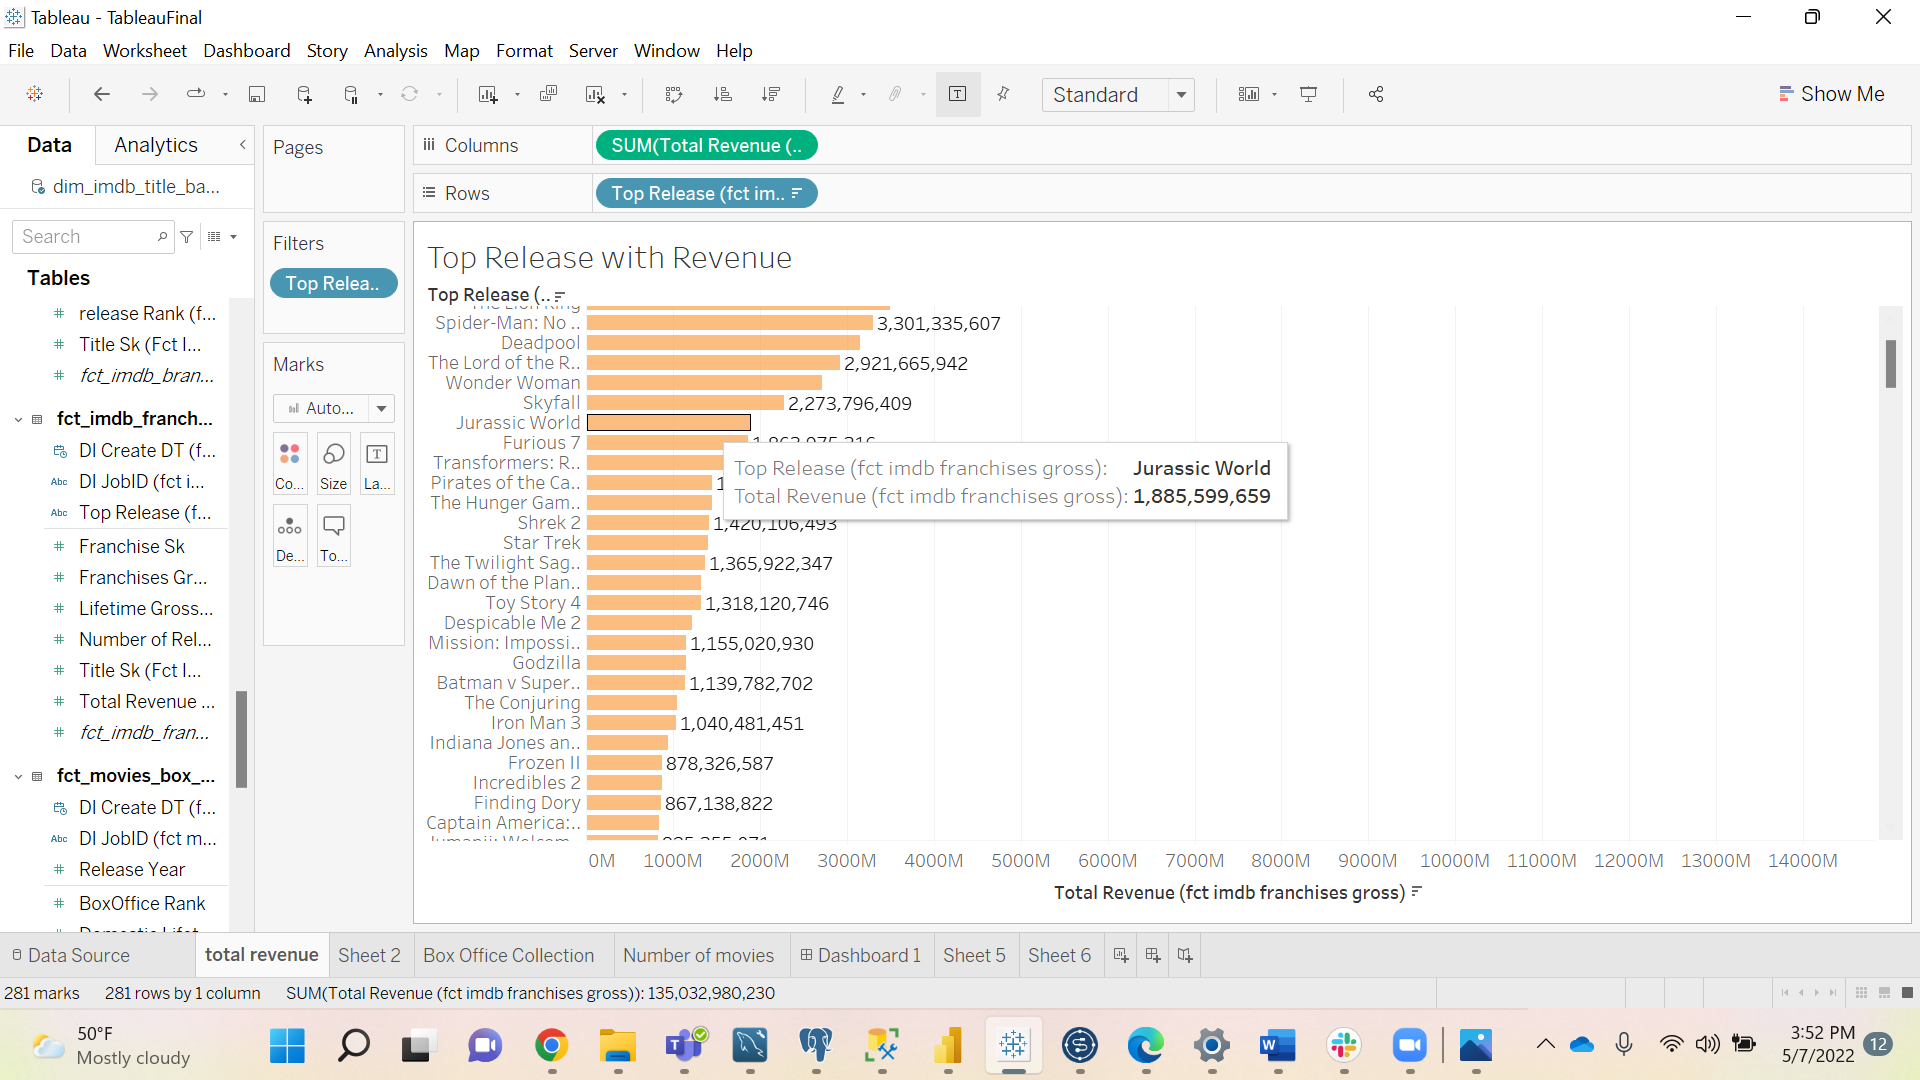 Tableau - TableauFinal
File Data Worksheet Dashboard Story Analysis Map Format Server Window Help
Standard
Show Me
Data
Analytics
dim_imdb_title_ba...
Search
Tables
release Rank (f...
Title Sk (Fct I...
fct_imdb_bran...
fct_imdb_franch...
DI Create DT (f...
Abc DI JobID (fct i...
Abc Top Release (f...
Franchise Sk
Franchises Gr...
Lifetime Gross...
Number of Rel...
Title Sk (Fct I...
Total Revenue ...
fct_imdb_fran...
fct_movies_box_...
DI Create DT (f...
Abc DI JobID (fct m...
Release Year
BoxOffice Rank
Pages
Filters
Top Relea..
Marks
Auto...
Co...
Size
La...
De...
To...
Columns
SUM(Total Revenue (..
Rows
Top Release (fct im..
Top Release with Revenue
Top Release (..
The Lion King
Spider-Man: No .. 3,301,335,607
Deadpool
The Lord of the R.. 2,921,665,942
Wonder Woman
Skyfall 2,273,796,409
Jurassic World
Furious 7
Transformers: R..
Pirates of the Ca..
The Hunger Gam..
Shrek 2 1,420,106,493
Star Trek
The Twilight Sag.. 1,365,922,347
Dawn of the Plan..
Toy Story 4 1,318,120,746
Despicable Me 2
Mission: Impossi.. 1,155,020,930
Godzilla
Batman v Super.. 1,139,782,702
The Conjuring
Iron Man 3 1,040,481,451
Indiana Jones an..
Frozen II 878,326,587
Incredibles 2
Finding Dory 867,138,822
Captain America:..
Top Release (fct imdb franchises gross): Jurassic World
Total Revenue (fct imdb franchises gross): 1,885,599,659
0M 1000M 2000M 3000M 4000M 5000M 6000M 7000M 8000M 9000M 10000M 11000M 12000M 13000M 14000M
Total Revenue (fct imdb franchises gross)
Data Source
total revenue
Sheet 2
Box Office Collection
Number of movies
Dashboard 1
Sheet 5
Sheet 6
281 marks
281 rows by 1 column
SUM(Total Revenue (fct imdb franchises gross)): 135,032,980,230
50°F
Mostly cloudy
3:52 PM
5/7/2022
12